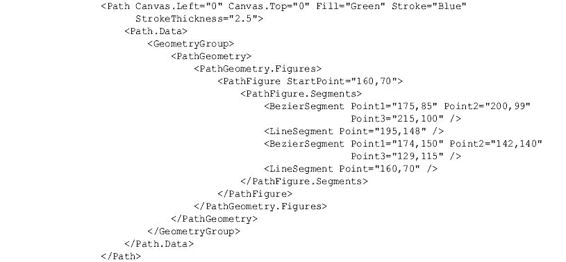 <Path Canvas.Left="0" Canvas.Top="0" Fill="Green" Stroke="Blue"
StrokeThickness="2.5">
<Path.Data>
<GeometryGroup>
<PathGeometry>
<PathGeometry.Figures>
<PathFigure StartPoint="160,70">
<PathFigure.Segments>
<BezierSegment Point1="175,85" Point2="200,99"
Point3="215,100" />
<LineSegment Point="195,148" />
<BezierSegment Point1="174,150" Point2="142,140"
Point3="129,115" />
<LineSegment Point="160,70" />
</PathFigure.Segments>
</PathFigure>
</PathGeometry.Figures>
</PathGeometry>
</GeometryGroup>
</Path.Data>
</Path>